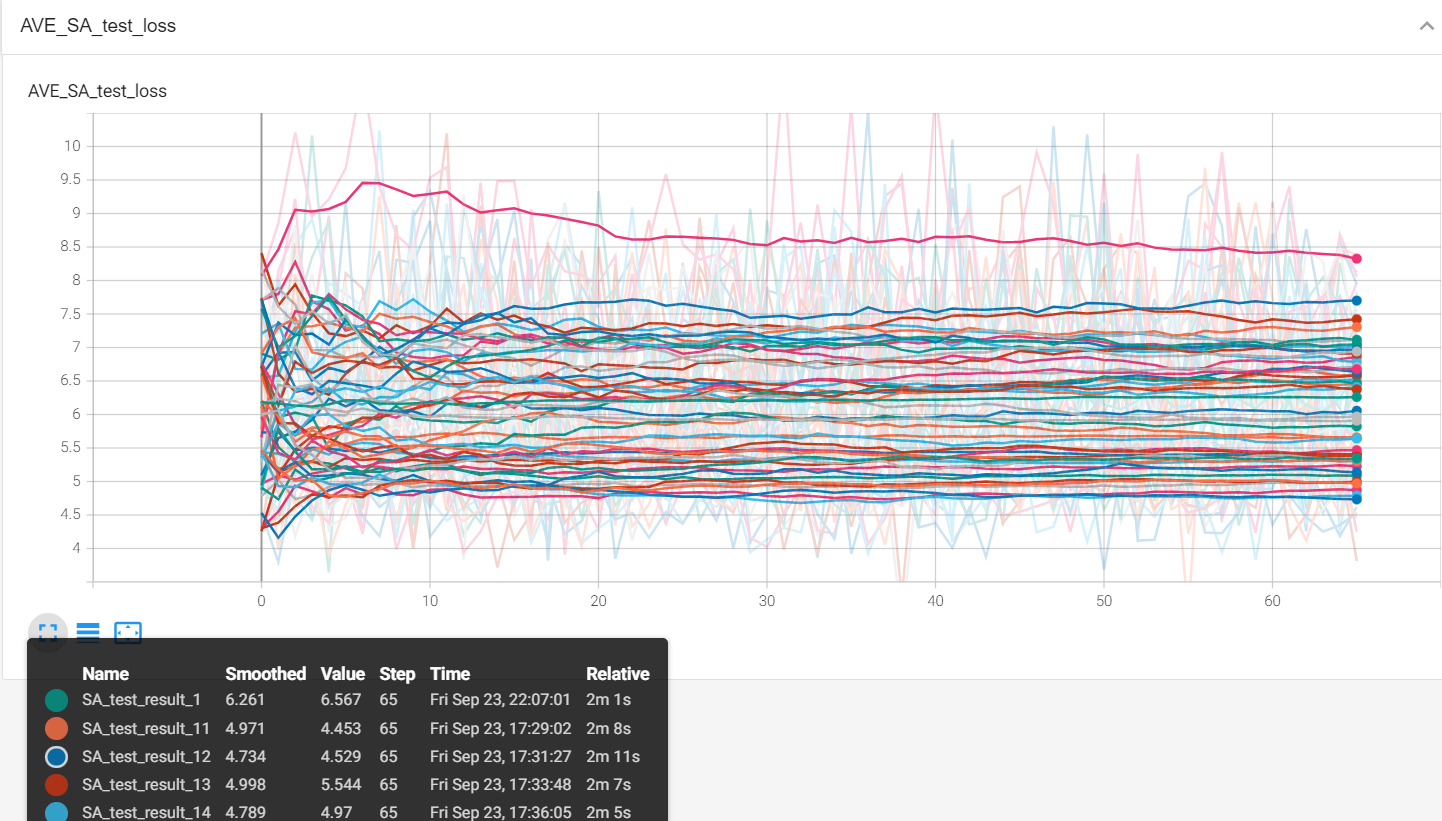 AVE_SA_test_loss
AVE_SA_test_loss
10
9.5
9
8.5
8
7.5
7
6.5
6
5.5
5
4.5
4
0 10 20 30 40 50 60
Name Smoothed Value Step Time Relative
SA_test_result_1 6.261 6.567 65 Fri Sep 23, 22:07:01 2m 1s
SA_test_result_11 4.971 4.453 65 Fri Sep 23, 17:29:02 2m 8s
SA_test_result_12 4.734 4.529 65 Fri Sep 23, 17:31:27 2m 11s
SA_test_result_13 4.998 5.544 65 Fri Sep 23, 17:33:48 2m 7s
SA_test_result_14 4.789 4.97 65 Fri Sep 23, 17:36:05 2m 5s